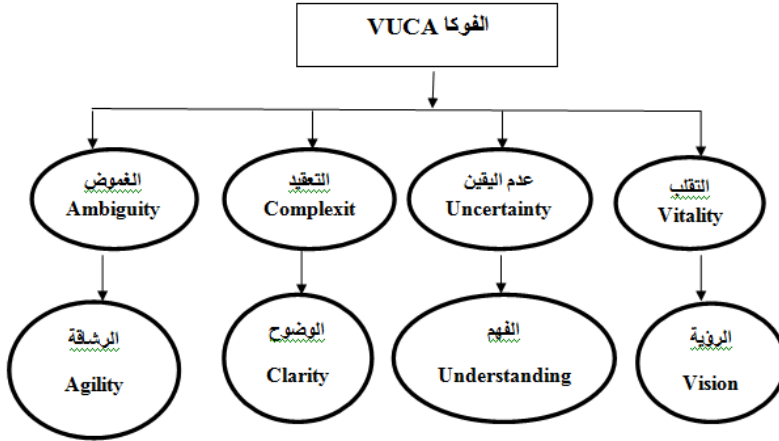 الفوكا VUCA
التقلب
Vitality
عدم اليقين
Uncertainty
التعقيد
Complexit
الغموض
Ambiguity
الرؤية
Vision
الفهم
Understanding
الوضوح
Clarity
الرشاقة
Agility